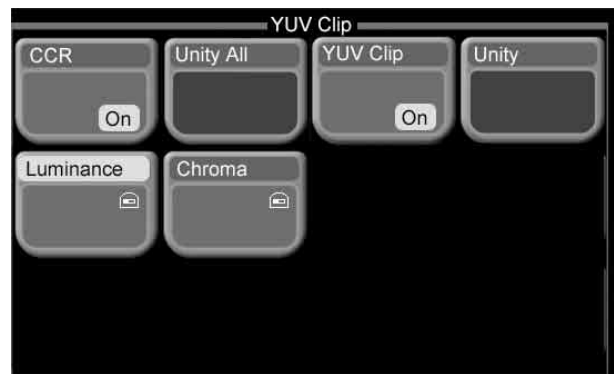 YUV Clip
CCR
Unity All
YUV Clip
Unity
On
On
Luminance
Chroma